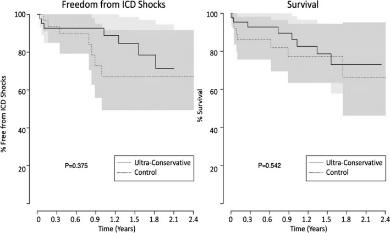 Freedom from ICD Shocks
% Free from ICD Shocks
100
80
60
40
20
P=0.375
Ultra-Conservative
Control
0 0.3 0.6 0.9 1.2 1.5 1.8 2.1 2.4
Time (Years)
Survival
% Survival
100
80
60
40
20
P=0.542
Ultra-Conservative
Control
0 0.3 0.6 0.9 1.2 1.5 1.8 2.1 2.4
Time (Years)